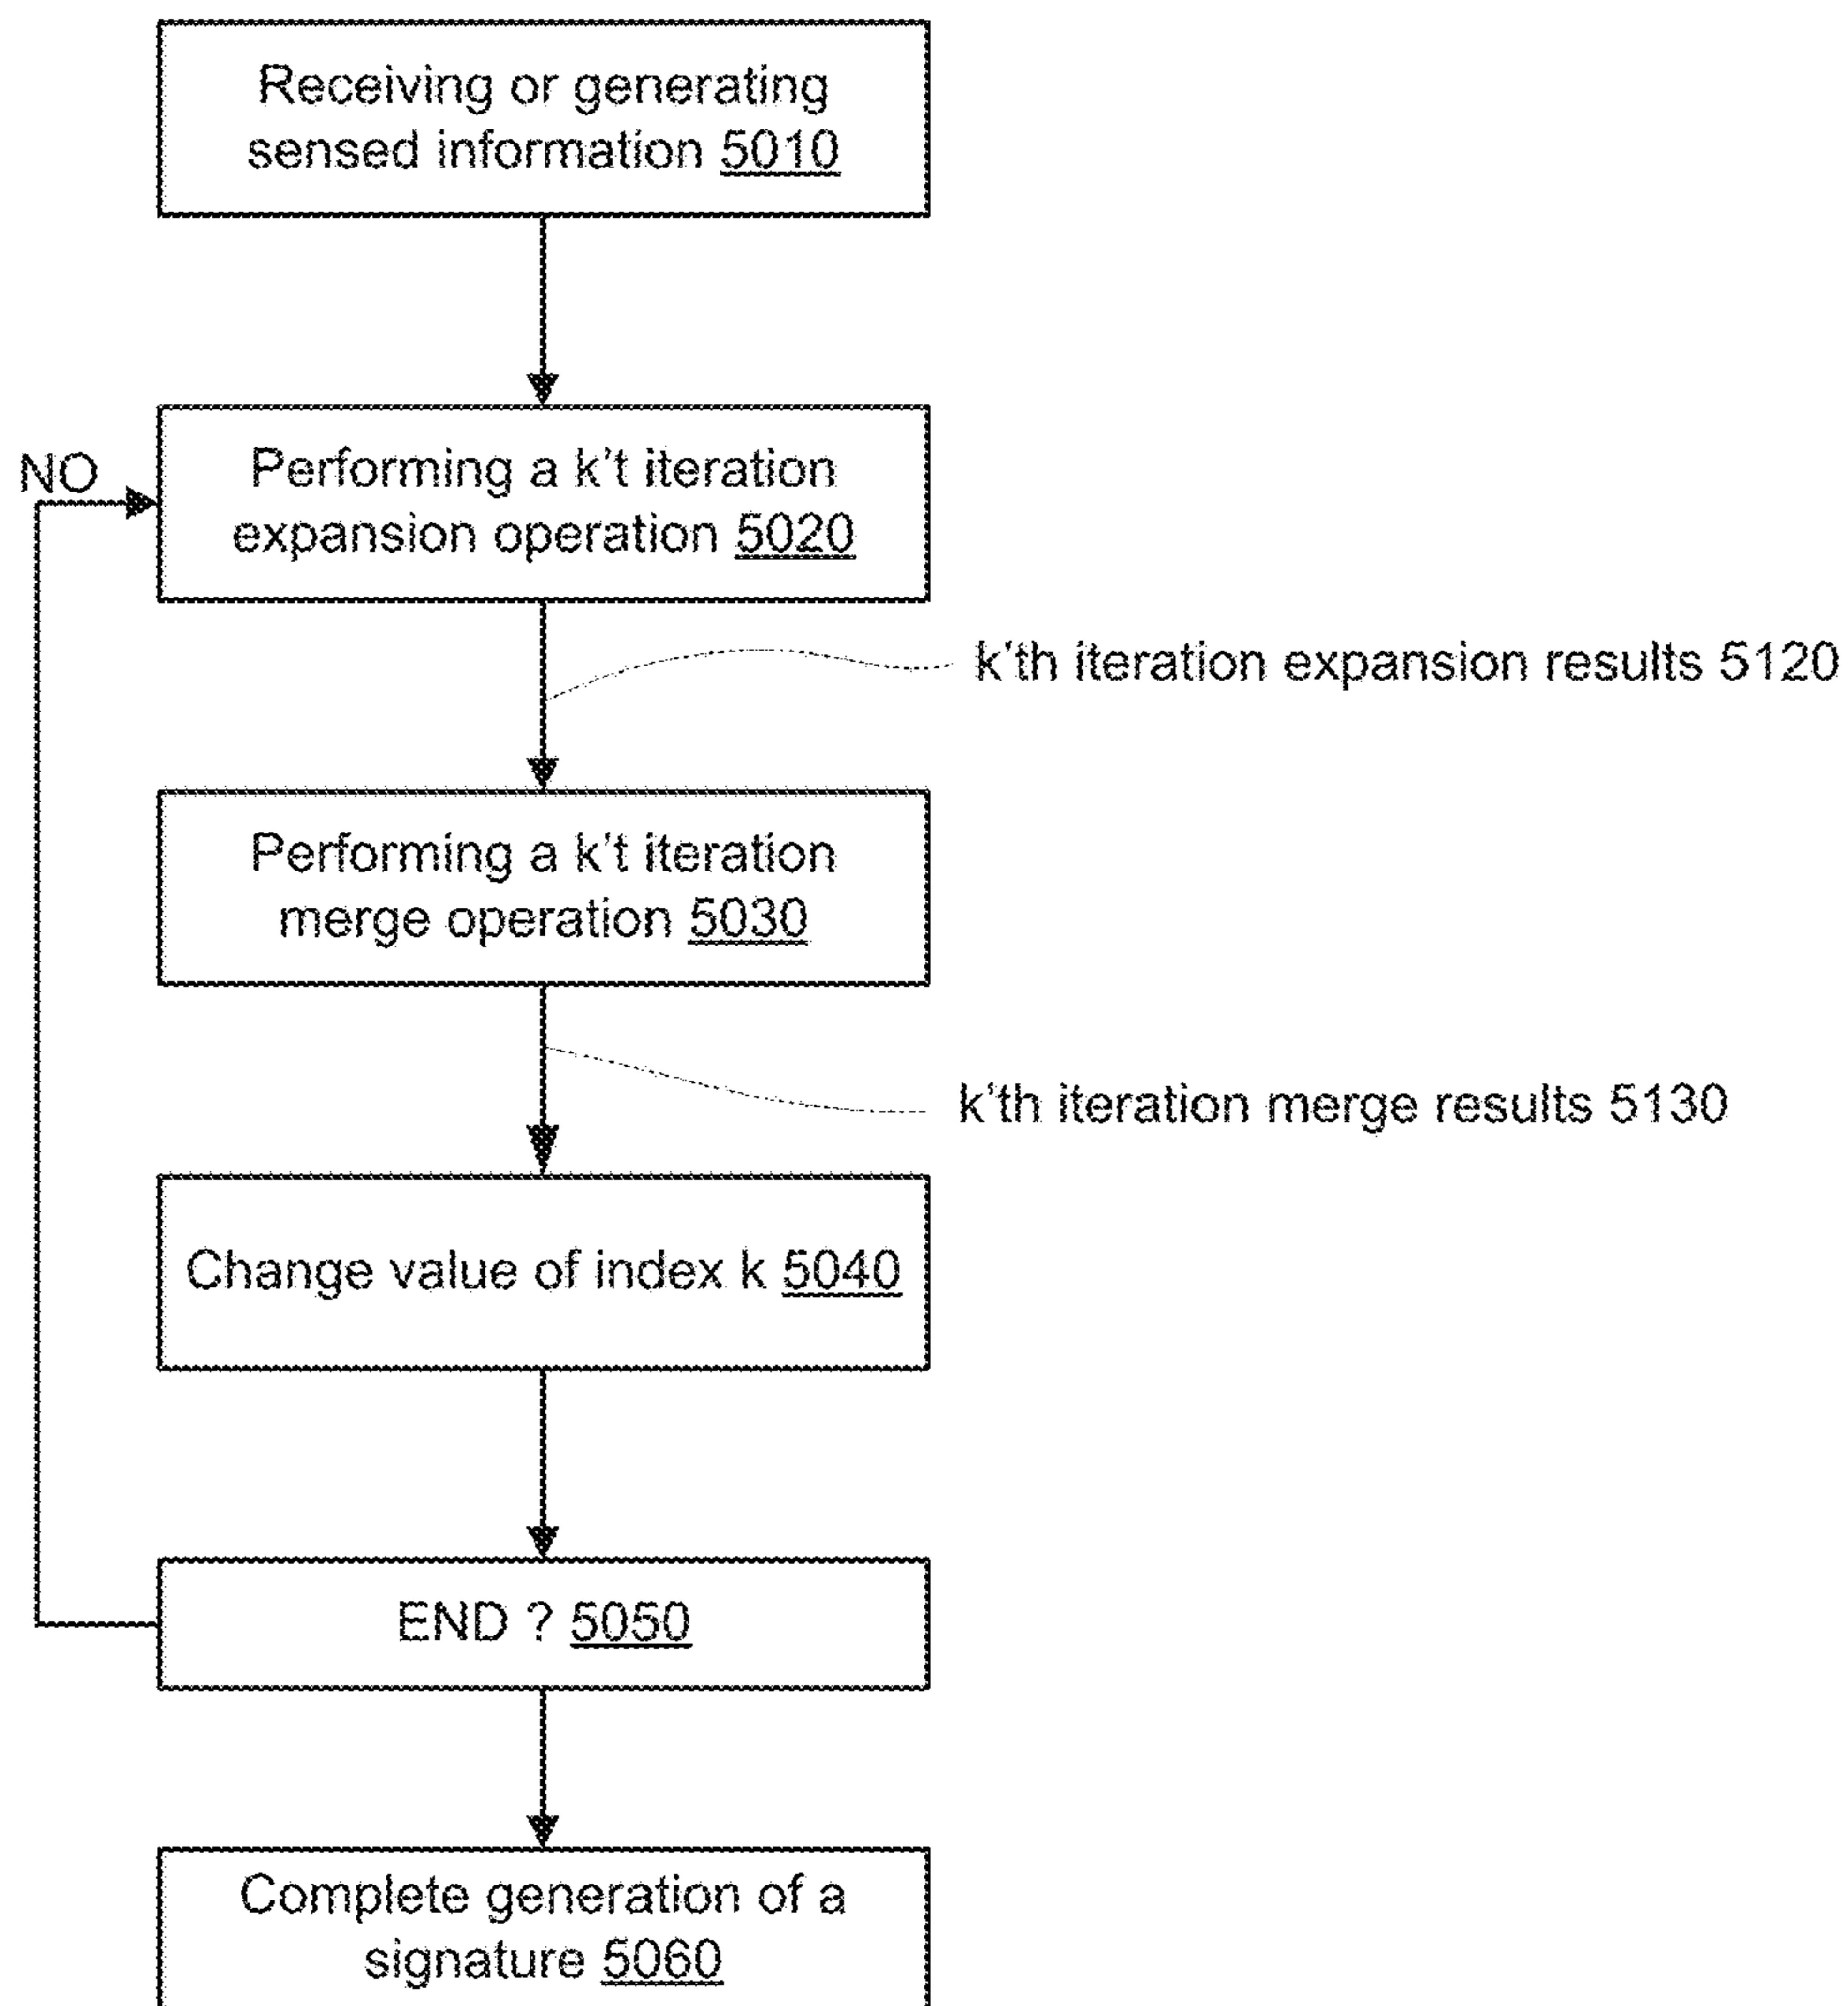 Receiving or generating
sensed information 5010
NO
Performing a k't iteration
expansion operation 5020
k'th iteration expansion results 5120
Performing a k't iteration
merge operation 5030
k'th iteration merge results 5130
Change value of index k 5040
END ? 5050
Complete generation of a
signature 5060